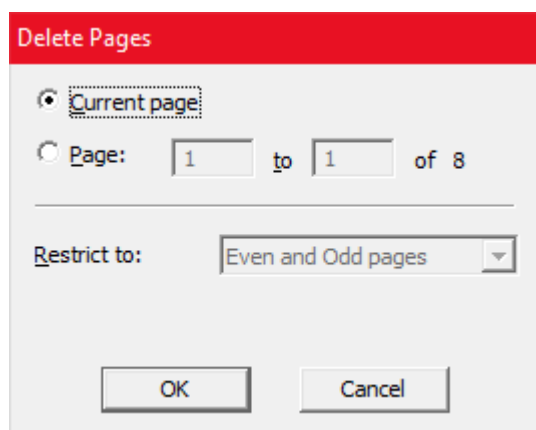 Delete Pages
Current page
Page: 1 to 1 of 8
Restrict to: Even and Odd pages
OK Cancel